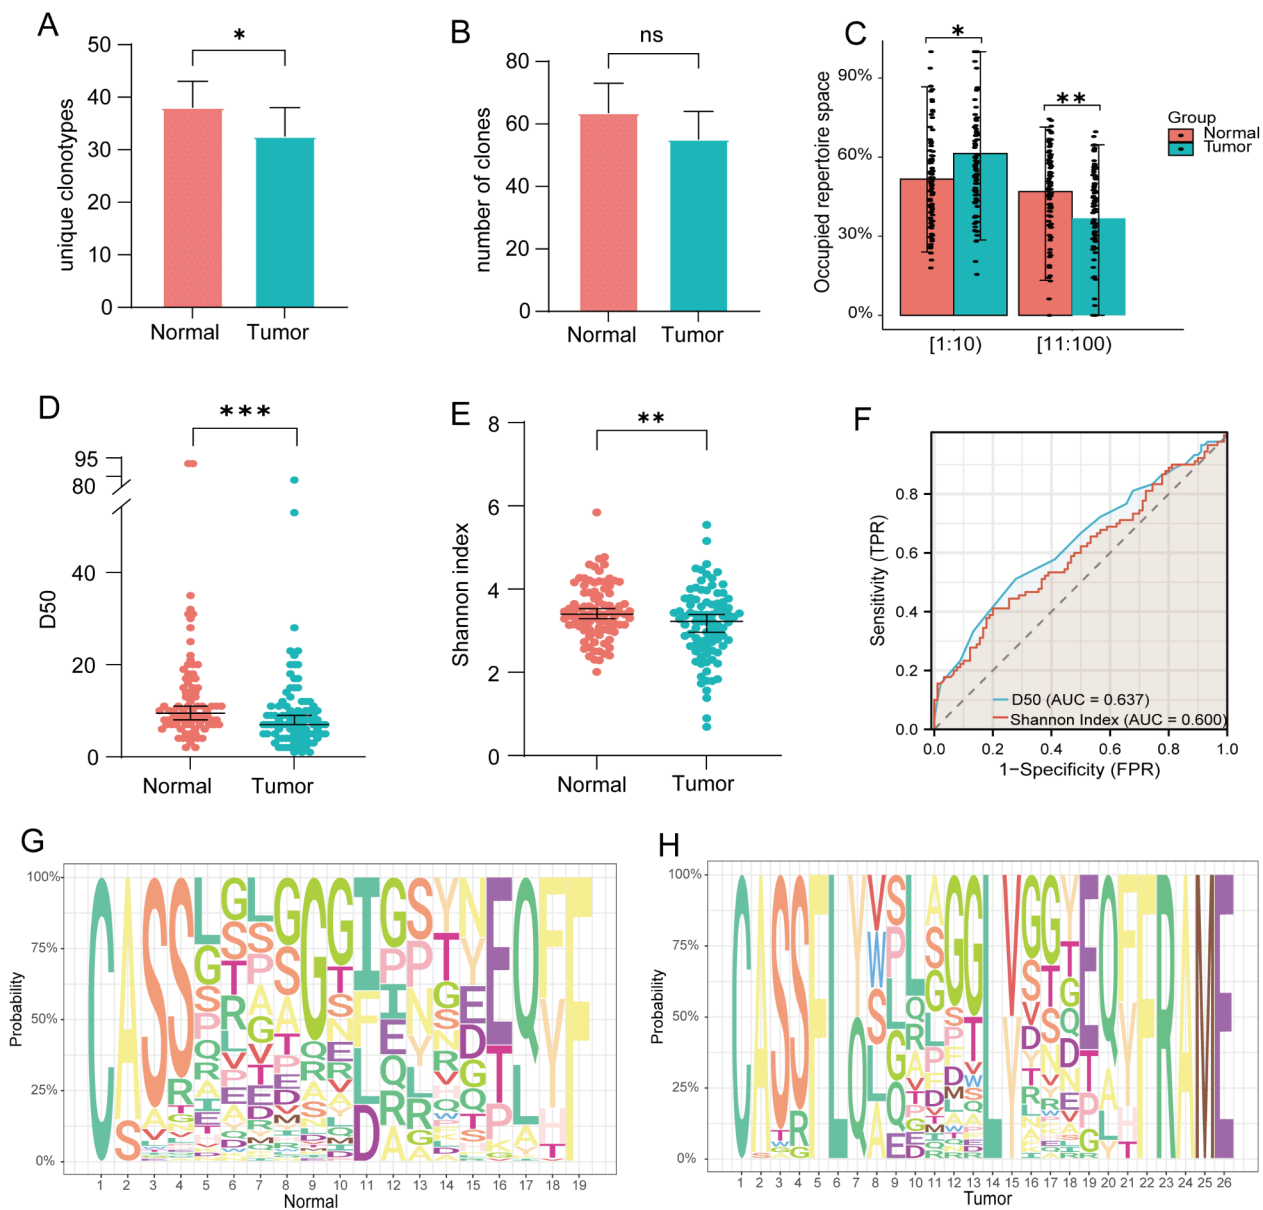 A
unique clonotypes
50
40
30
20
10
0
*
Normal Tumor
B
number of clones
80
60
40
20
0
ns
Normal Tumor
C
Occupied repertoire space
90%
60%
30%
0%
*
**
[1:10) [11:100)
Group
Normal
Tumor
D
D50
95
80
40
20
0
***
Normal Tumor
E
Shannon index
8
6
4
2
0
**
Normal Tumor
F
Sensitivity (TPR)
0.8
0.6
0.4
0.2
0.0
D50 (AUC = 0.637)
Shannon Index (AUC = 0.600)
0.0 0.2 0.4 0.6 0.8 1.0
1−Specificity (FPR)
G
Probability
100%
75%
50%
25%
0%
1 2 3 4 5 6 7 8 9 10 11 12 13 14 15 16 17 18 19
Normal
H
Probability
100%
75%
50%
25%
0%
1 2 3 4 5 6 7 8 9 10 11 12 13 14 15 16 17 18 19 20 21 22 23 24 25 26
Tumor